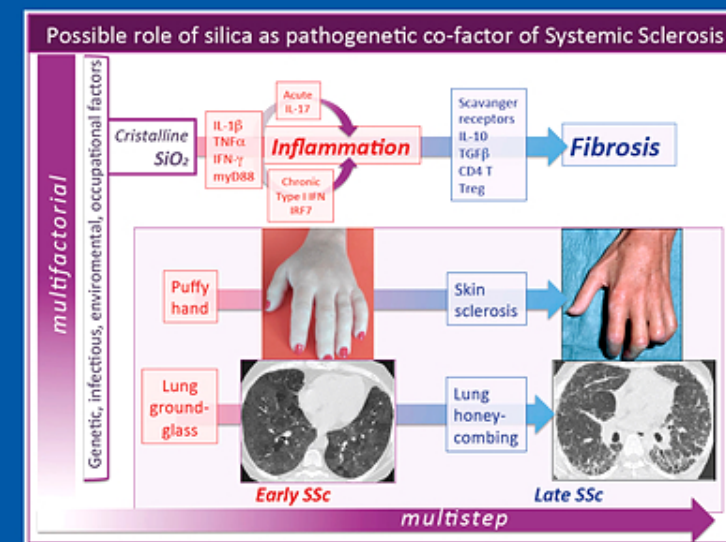 Possible role of silica as pathogenetic co-factor of Systemic Sclerosis
multifactorial
Genetic, infectious, enviromental, occupational factors
Cristalline
SiO₂
IL-1β
TNFα
IFN-γ
myD88
Acute
IL-17
Inflammation
Chronic
Type I IFN
IRF7
Scavanger
receptors
IL-10
TGFβ
CD4 T
Treg
Fibrosis
Puffy
hand
Skin
sclerosis
Lung
ground-
glass
Lung
honey-
combing
Early SSc
Late SSc
multistep